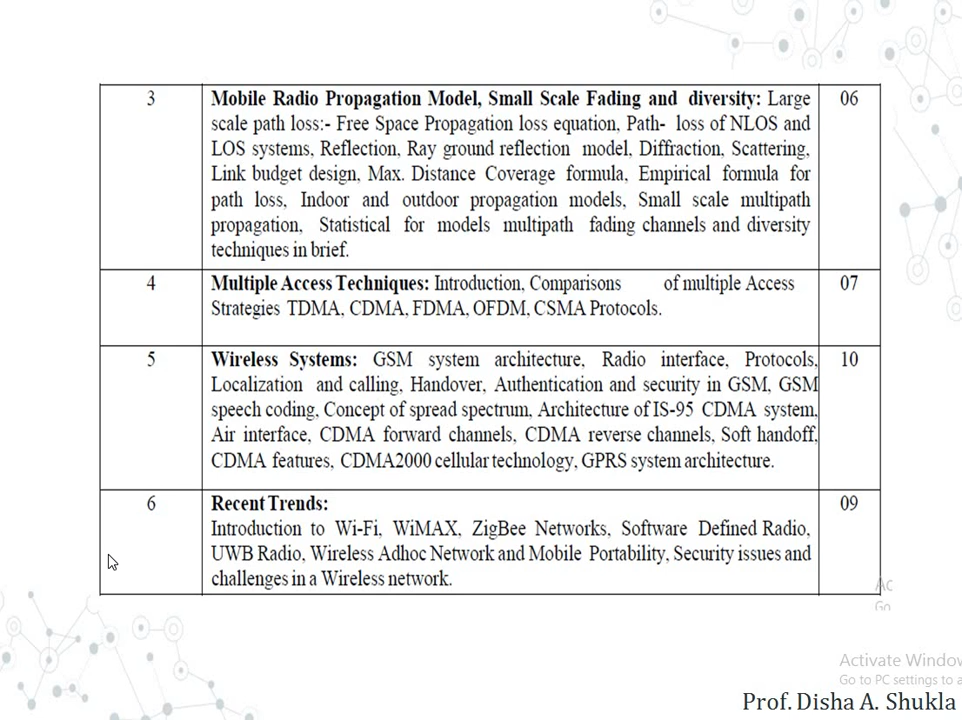 3 Mobile Radio Propagation Model, Small Scale Fading and diversity: Large 06
scale path loss:- Free Space Propagation loss equation, Path- loss of NLOS and
LOS systems, Reflection, Ray ground reflection model, Diffraction, Scattering,
Link budget design, Max. Distance Coverage formula, Empirical formula for
path loss, Indoor and outdoor propagation models, Small scale multipath
propagation, Statistical for models multipath fading channels and diversity
techniques in brief.
4 Multiple Access Techniques: Introduction, Comparisons of multiple Access 07
Strategies TDMA, CDMA, FDMA, OFDM, CSMA Protocols.
5 Wireless Systems: GSM system architecture, Radio interface, Protocols, 10
Localization and calling, Handover, Authentication and security in GSM, GSM
speech coding, Concept of spread spectrum, Architecture of IS-95 CDMA system,
Air interface, CDMA forward channels, CDMA reverse channels, Soft handoff,
CDMA features, CDMA2000 cellular technology, GPRS system architecture.
6 Recent Trends: 09
Introduction to Wi-Fi, WiMAX, ZigBee Networks, Software Defined Radio,
UWB Radio, Wireless Adhoc Network and Mobile Portability, Security issues and
challenges in a Wireless network.
Ac
Go
Activate Window
Go to PC settings to a
Prof. Disha A. Shukla